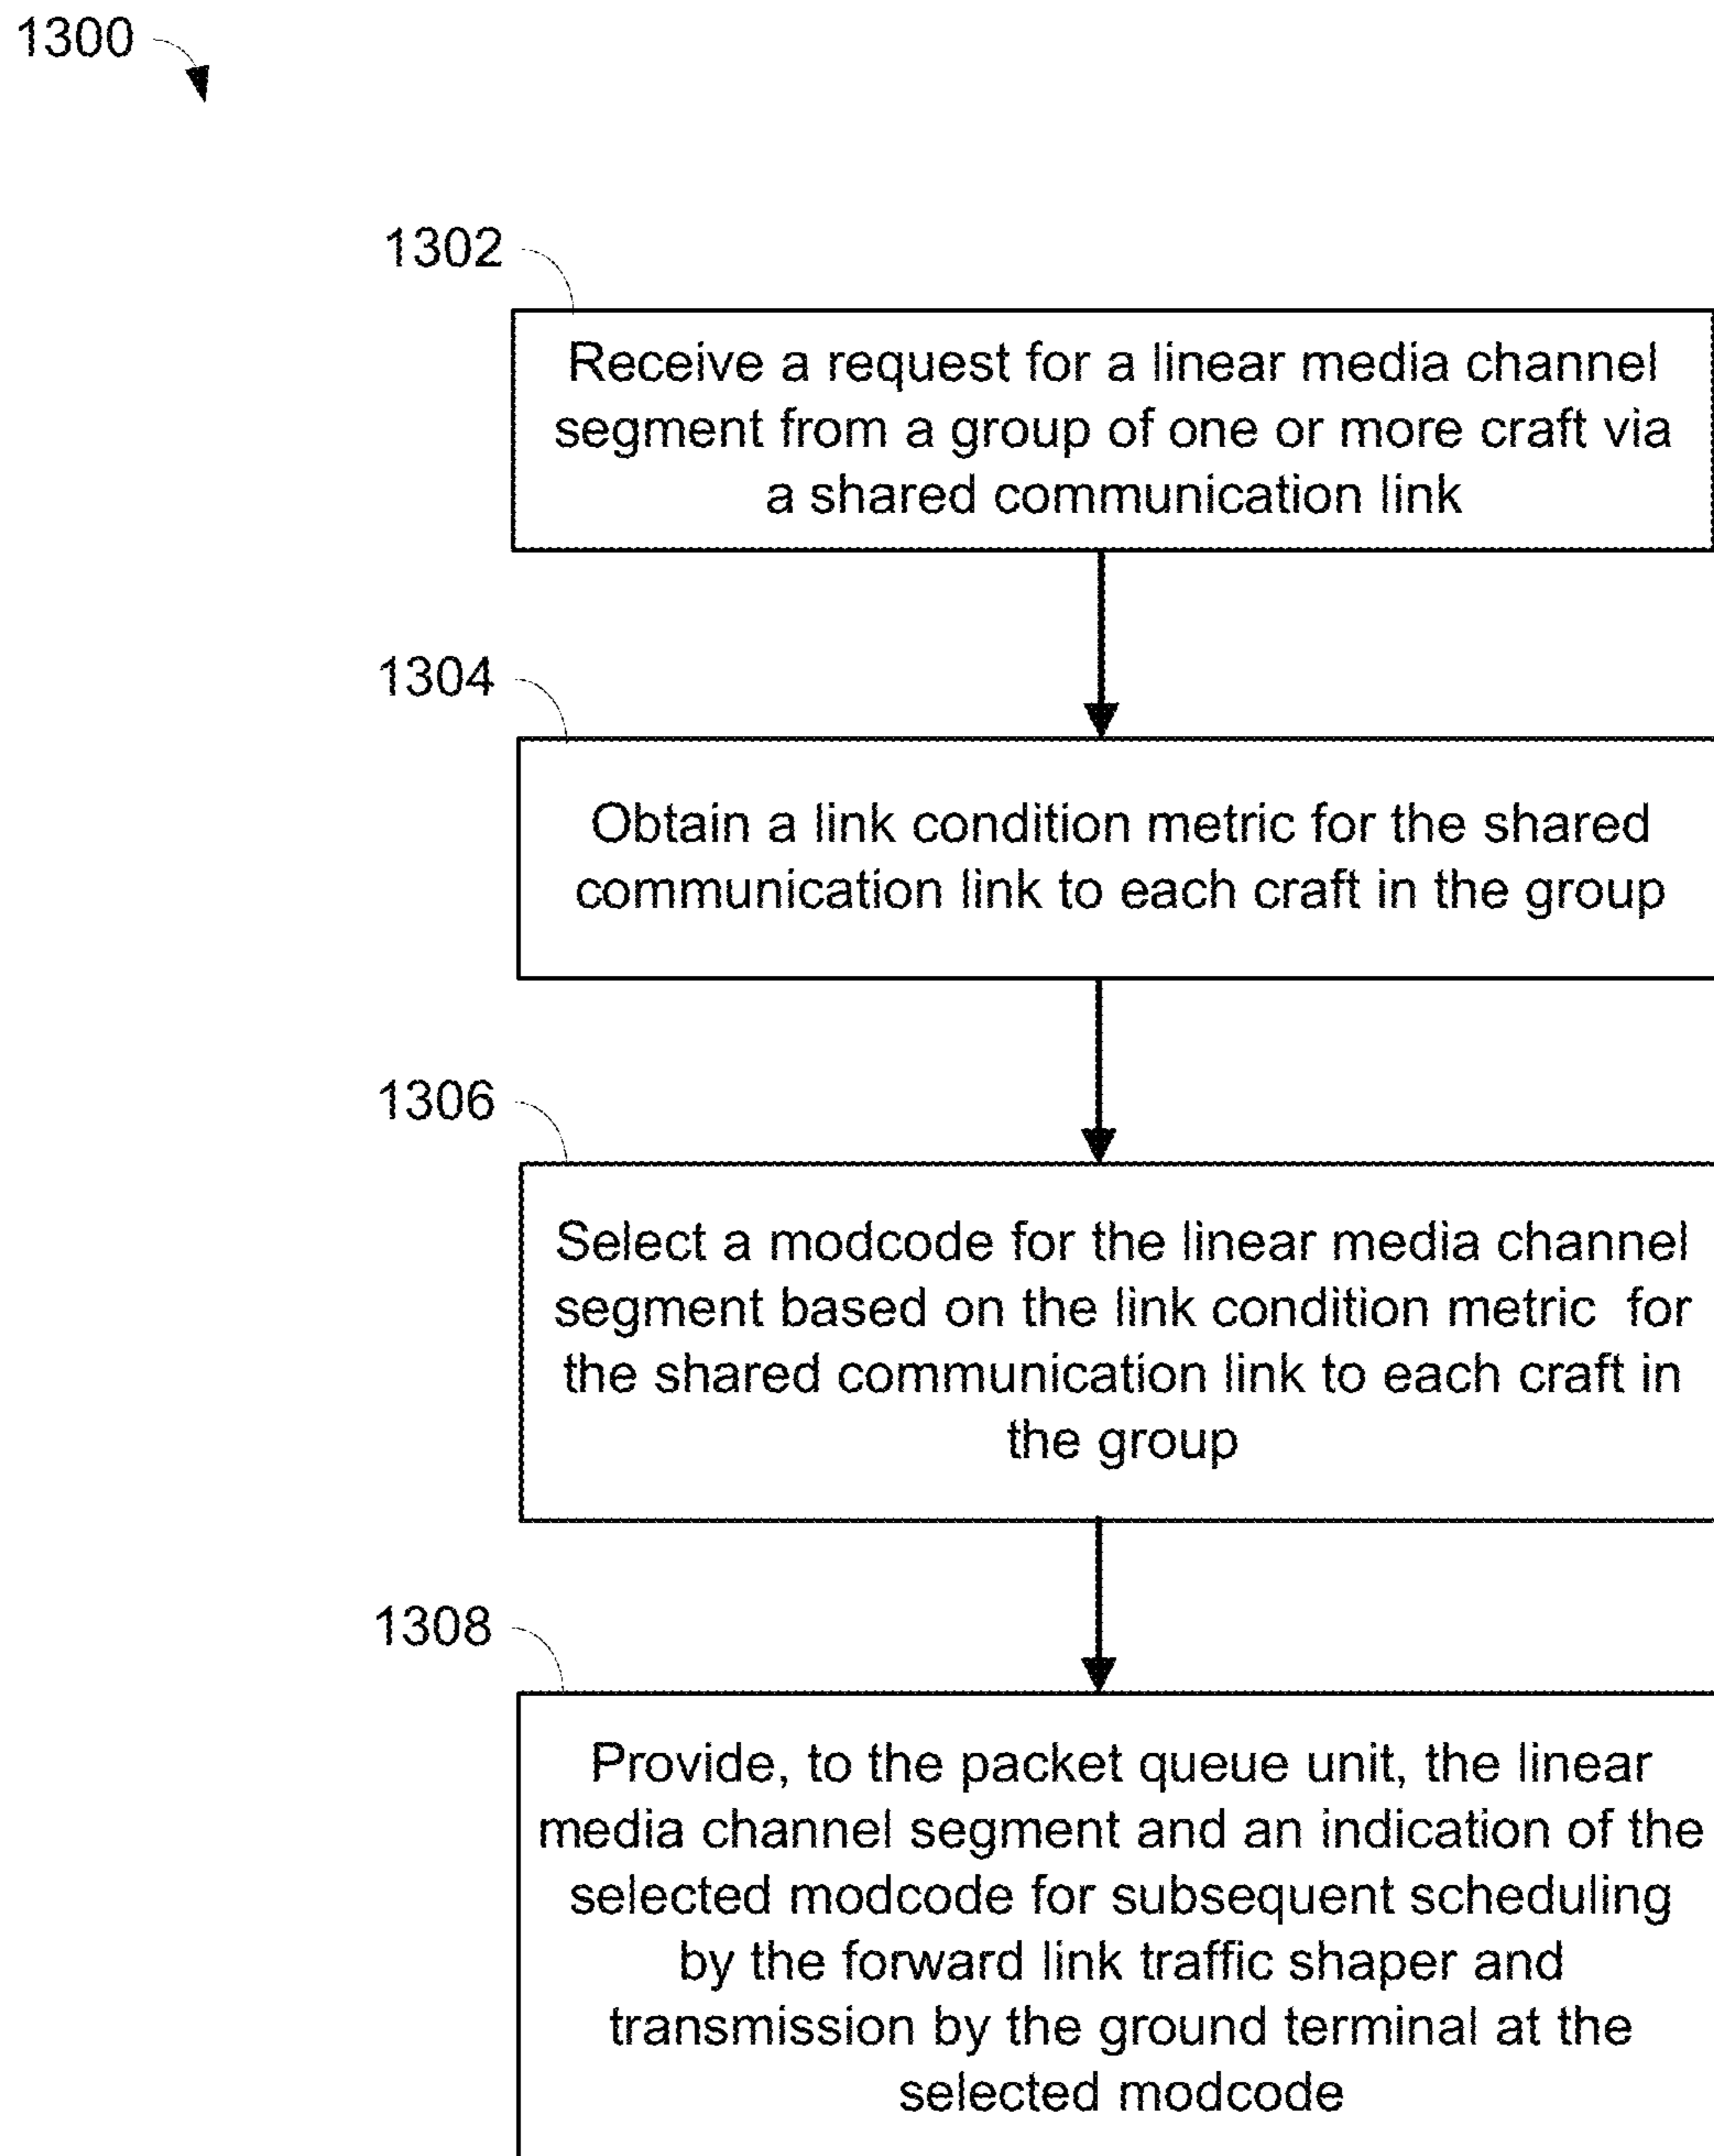 1300
1302
Receive a request for a linear media channel
segment from a group of one or more craft via
a shared communication link
1304
Obtain a link condition metric for the shared
communication link to each craft in the group
1306
Select a modcode for the linear media channel
segment based on the link condition metric for
the shared communication link to each craft in
the group
1308
Provide, to the packet queue unit, the linear
media channel segment and an indication of the
selected modcode for subsequent scheduling
by the forward link traffic shaper and
transmission by the ground terminal at the
selected modcode